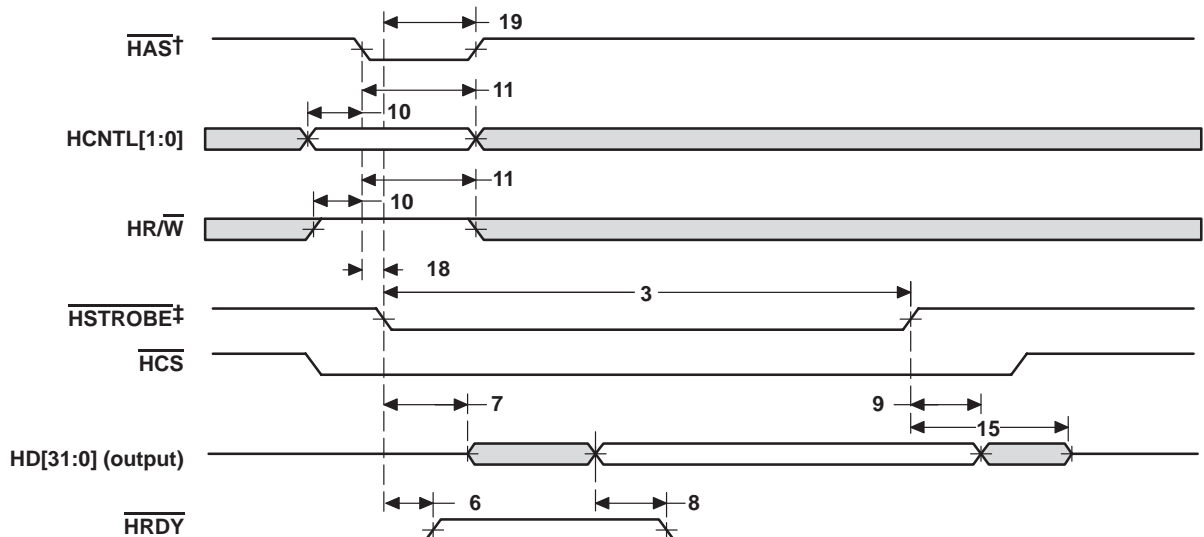 19
HAS†
11
10
HCNTL[1:0]
11
10
HR/W
18
3
HSTROBE‡
HCS
7
9
15
HD[31:0] (output)
6
8
HRDY